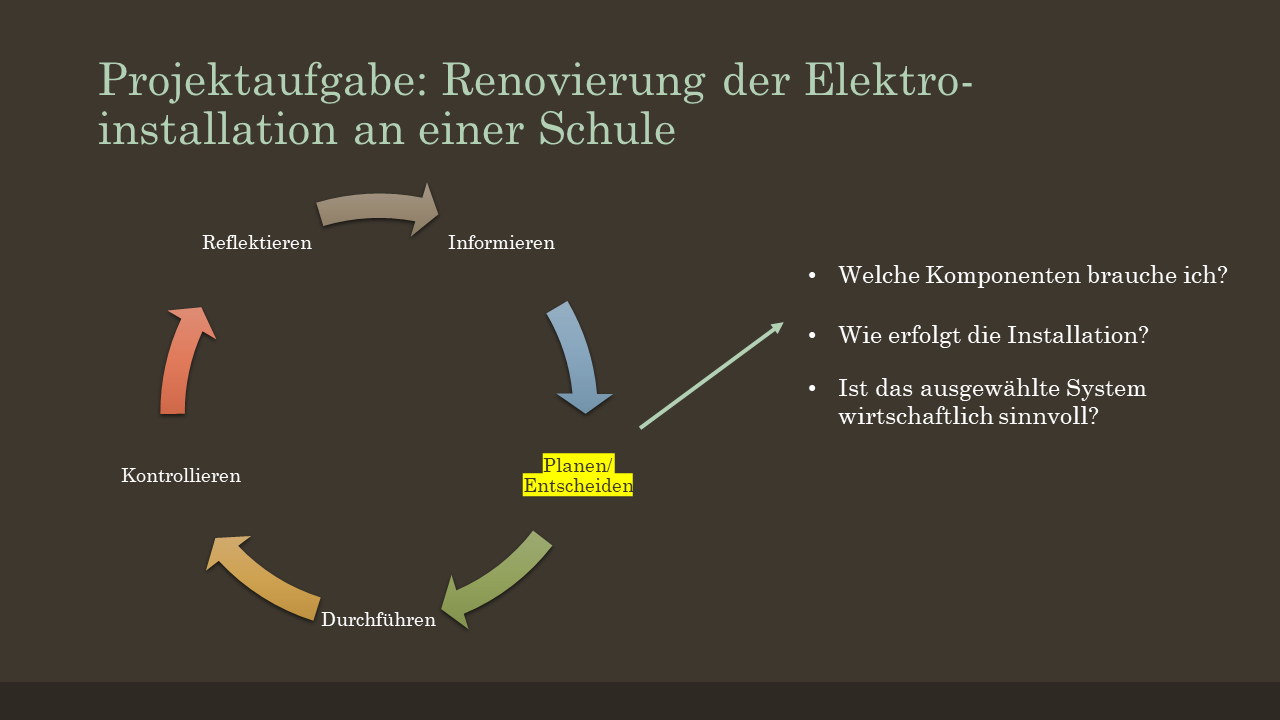 Projektaufgabe: Renovierung der Elektro-
installation an einer Schule
Reflektieren
Informieren
• Welche Komponenten brauche ich?
• Wie erfolgt die Installation?
• Ist das ausgewählte System
wirtschaftlich sinnvoll?
Planen/
Entscheiden
Kontrollieren
Durchführen